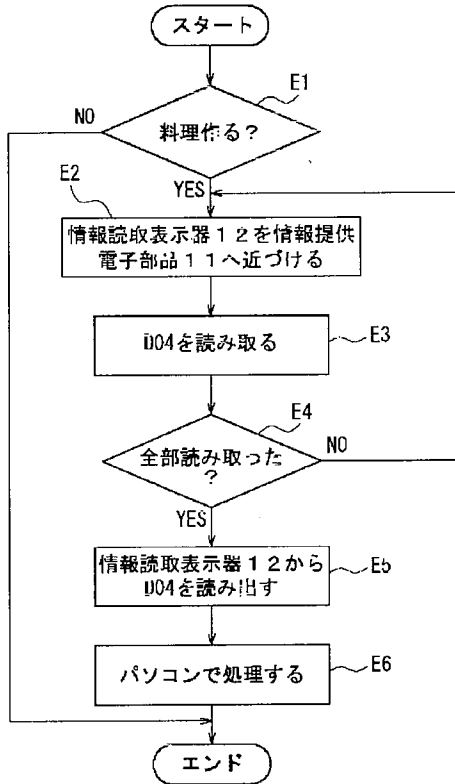 スタート
E1
NO
料理作る?
E2
YES
情報読取表示器12を情報提供
電子部品11へ近づける
D04を読み取る
E3
E4
NO
全部読み取った
?
YES
情報読取表示器12から
D04を読み出す
E5
パソコンで処理する
E6
エンド